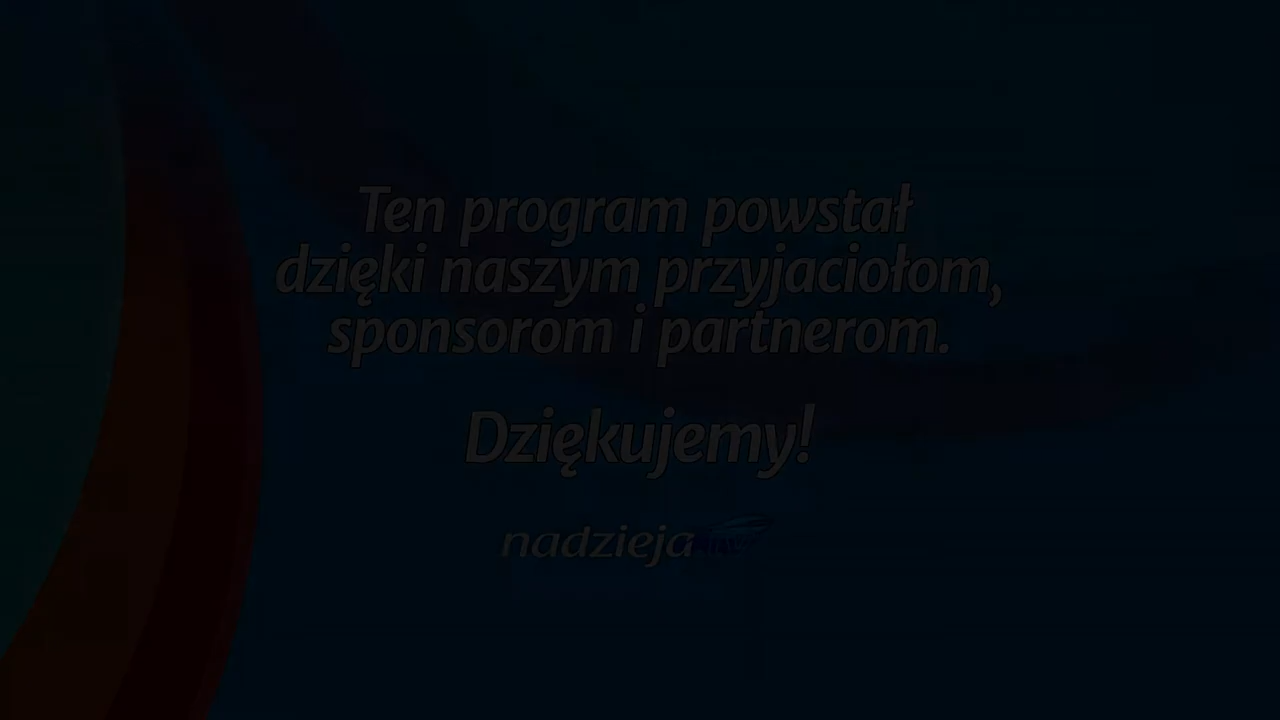 Ten program powstał
dzięki naszym przyjaciołom,
sponsorom i partnerom.
Dziękujemy!
nadzieja